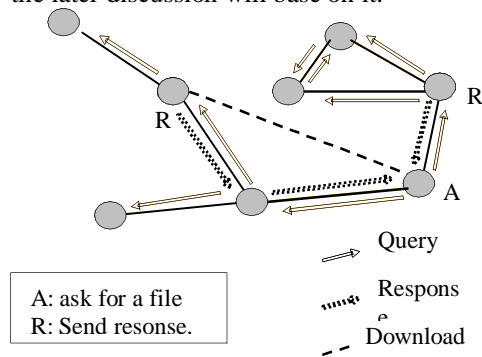 the later discussion will base on it.
R
R
A
Query
Respons
e
Download
A: ask for a file
R: Send resonse.